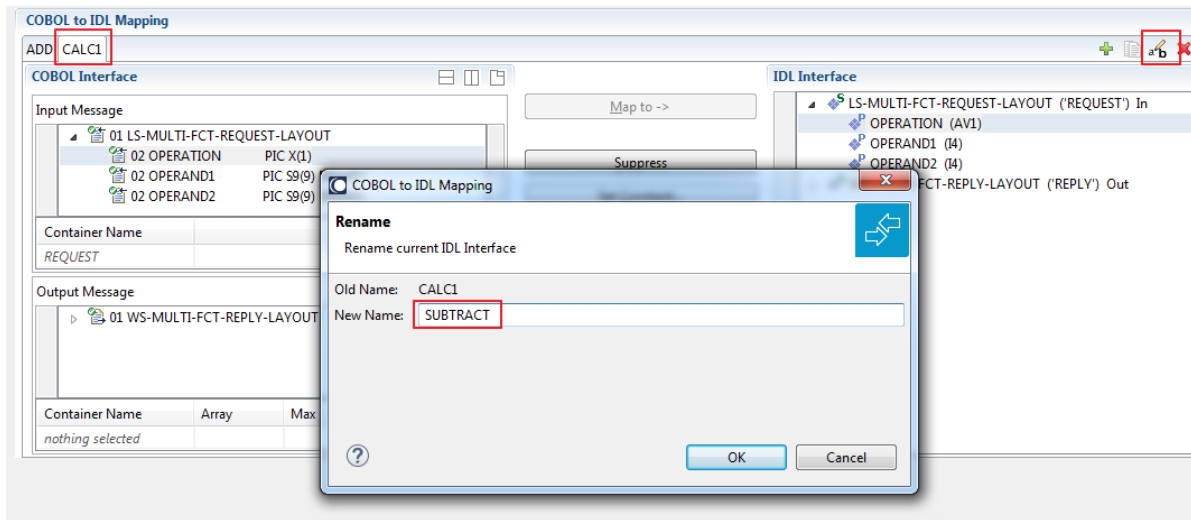 COBOL to IDL Mapping
ADD CALC1
COBOL Interface
IDL Interface
Input Message
01 LS-MULTI-FCT-REQUEST-LAYOUT
02 OPERATION PIC X(1)
02 OPERAND1 PIC S9(9)
02 OPERAND2 PIC S9(9)
Container Name
REQUEST
Output Message
01 WS-MULTI-FCT-REPLY-LAYOUT
Container Name Array Max
nothing selected
Map to ->
Suppress
LS-MULTI-FCT-REQUEST-LAYOUT ('REQUEST') In
OPERATION (AV1)
OPERAND1 (I4)
OPERAND2 (I4)
FCT-REPLY-LAYOUT ('REPLY') Out
COBOL to IDL Mapping
Rename
Rename current IDL Interface
Old Name: CALC1
New Name: SUBTRACT
OK Cancel